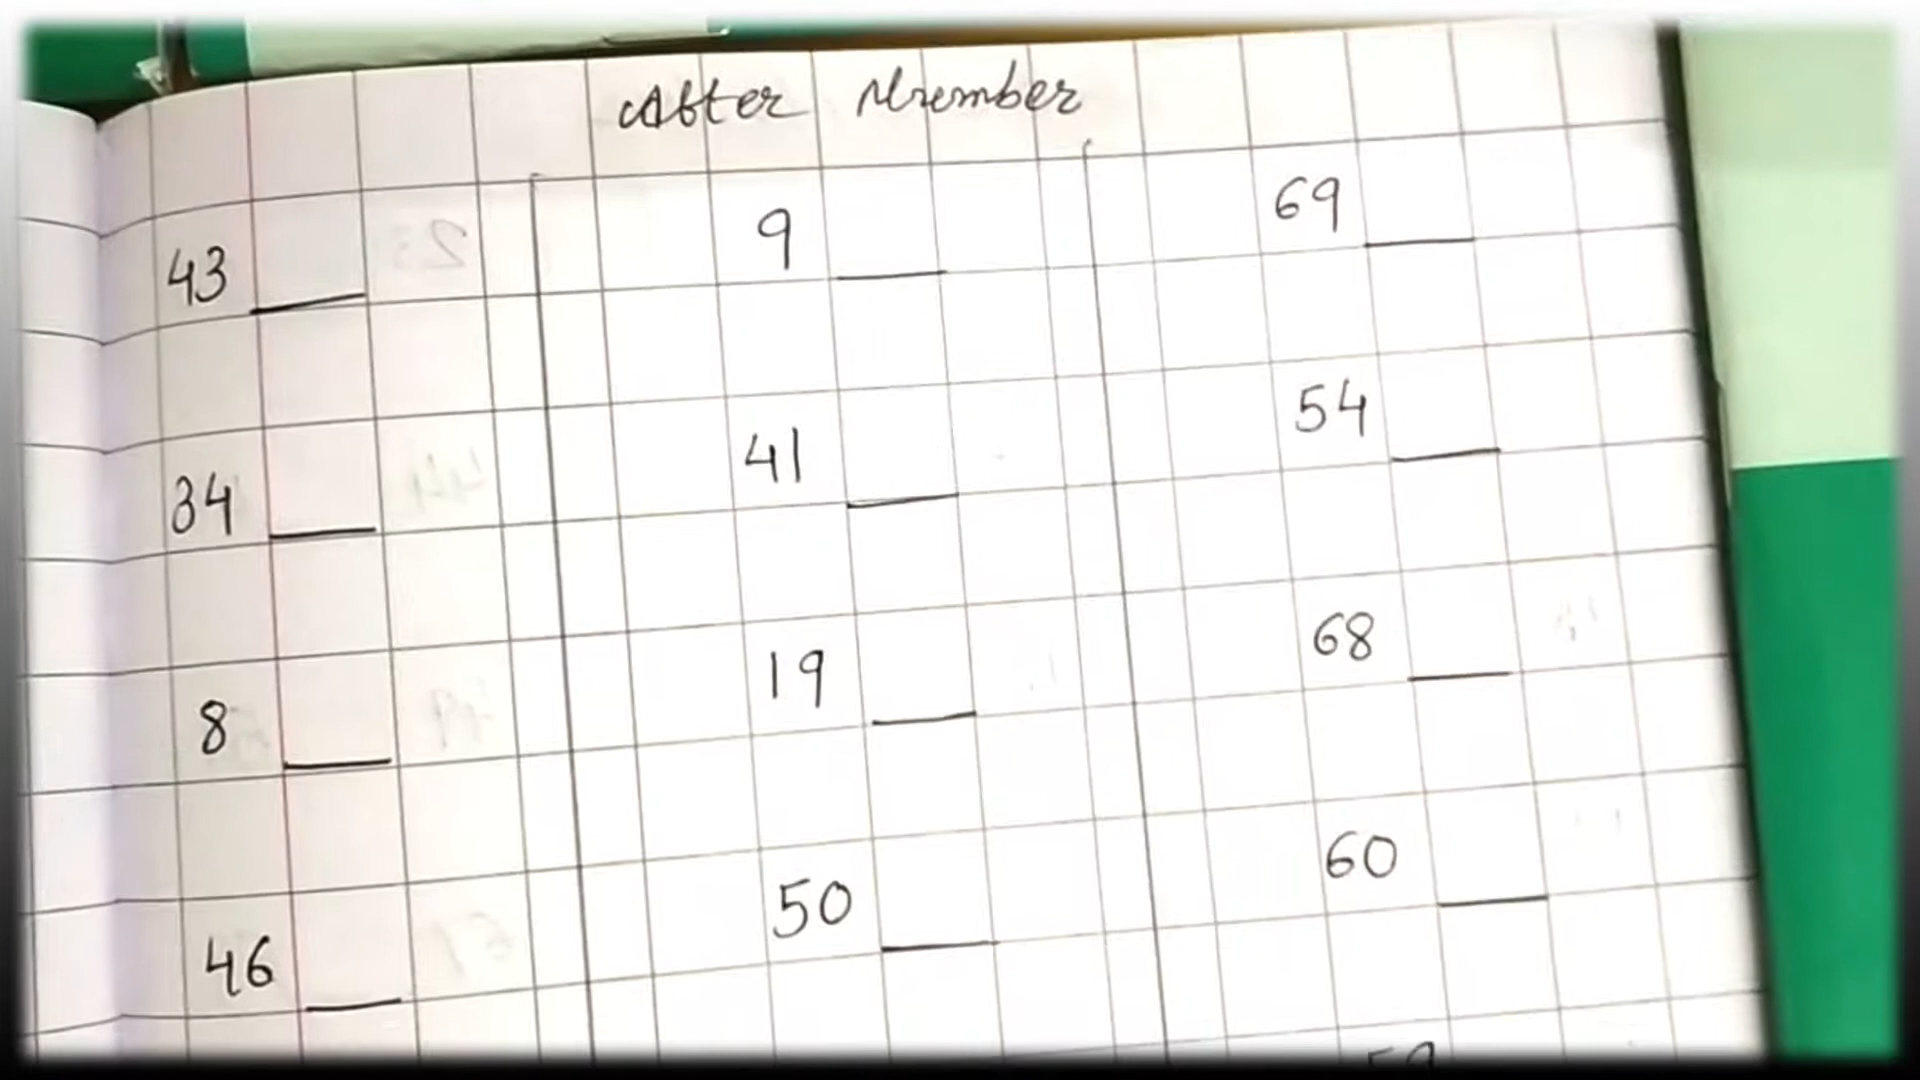 After Number
43 ___ 9 ___ 69 ___
34 ___ 41 ___ 54 ___
8 ___ 19 ___ 68 ___
46 ___ 50 ___ 60 ___